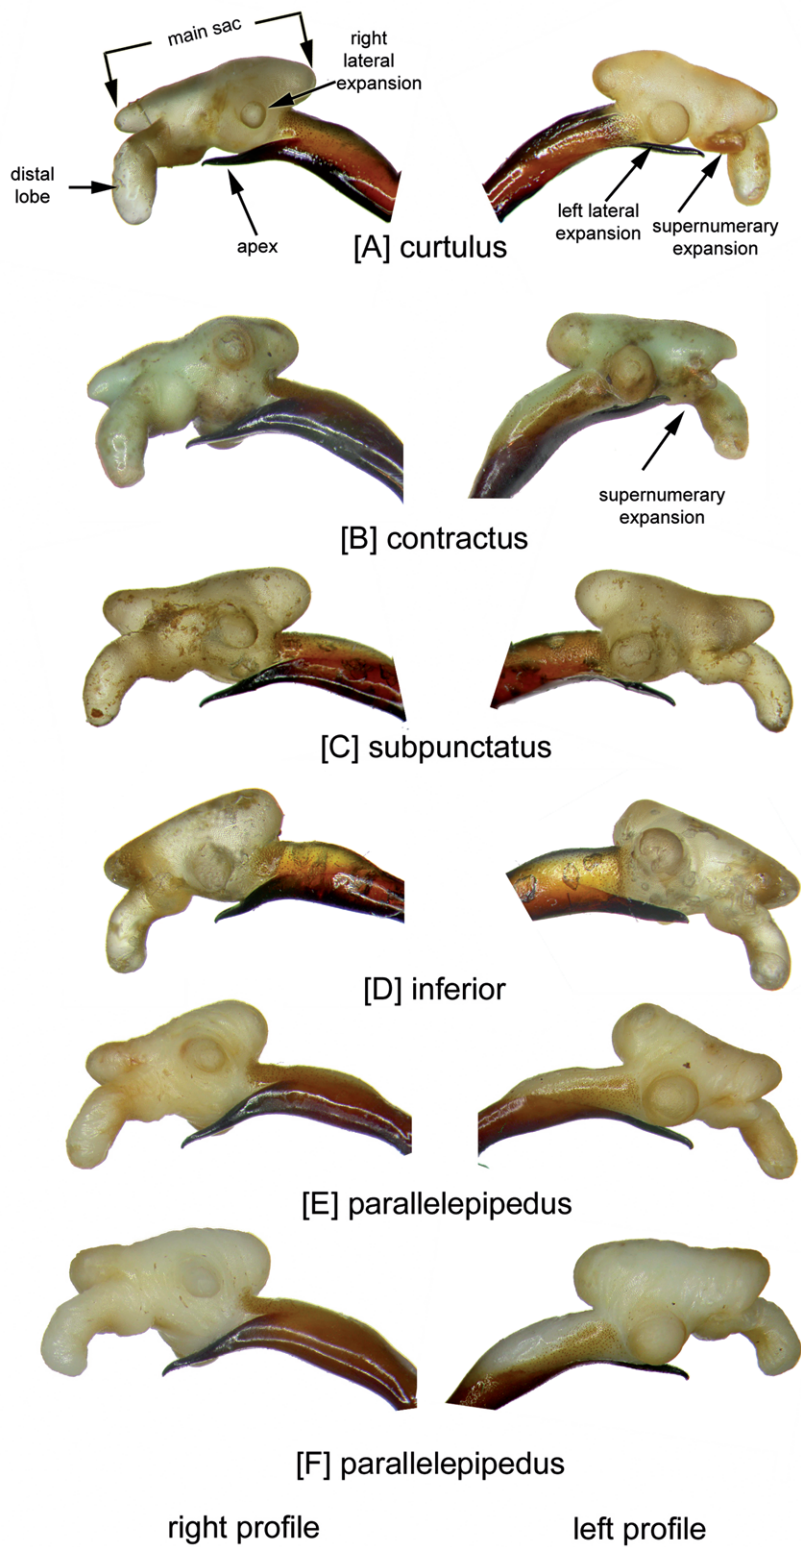 main sac
right
lateral
expansion
distal
lobe
apex
left lateral
expansion
supernumerary
expansion
[A] curtulus
supernumerary
expansion
[B] contractus
[C] subpunctatus
[D] inferior
[E] parallelepipedus
[F] parallelepipedus
right profile
left profile